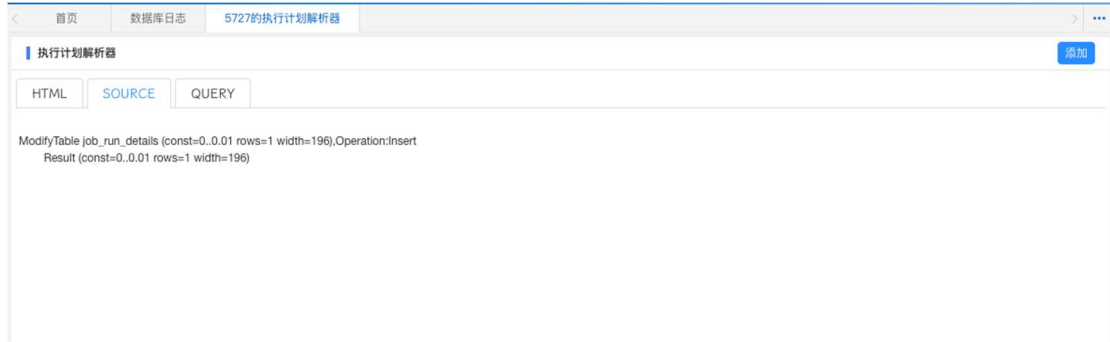 首页 数据库日志 5727的执行计划解析器
执行计划解析器 添加
HTML SOURCE QUERY
ModifyTable job_run_details (const=0..0.01 rows=1 width=196),Operation:Insert
Result (const=0..0.01 rows=1 width=196)